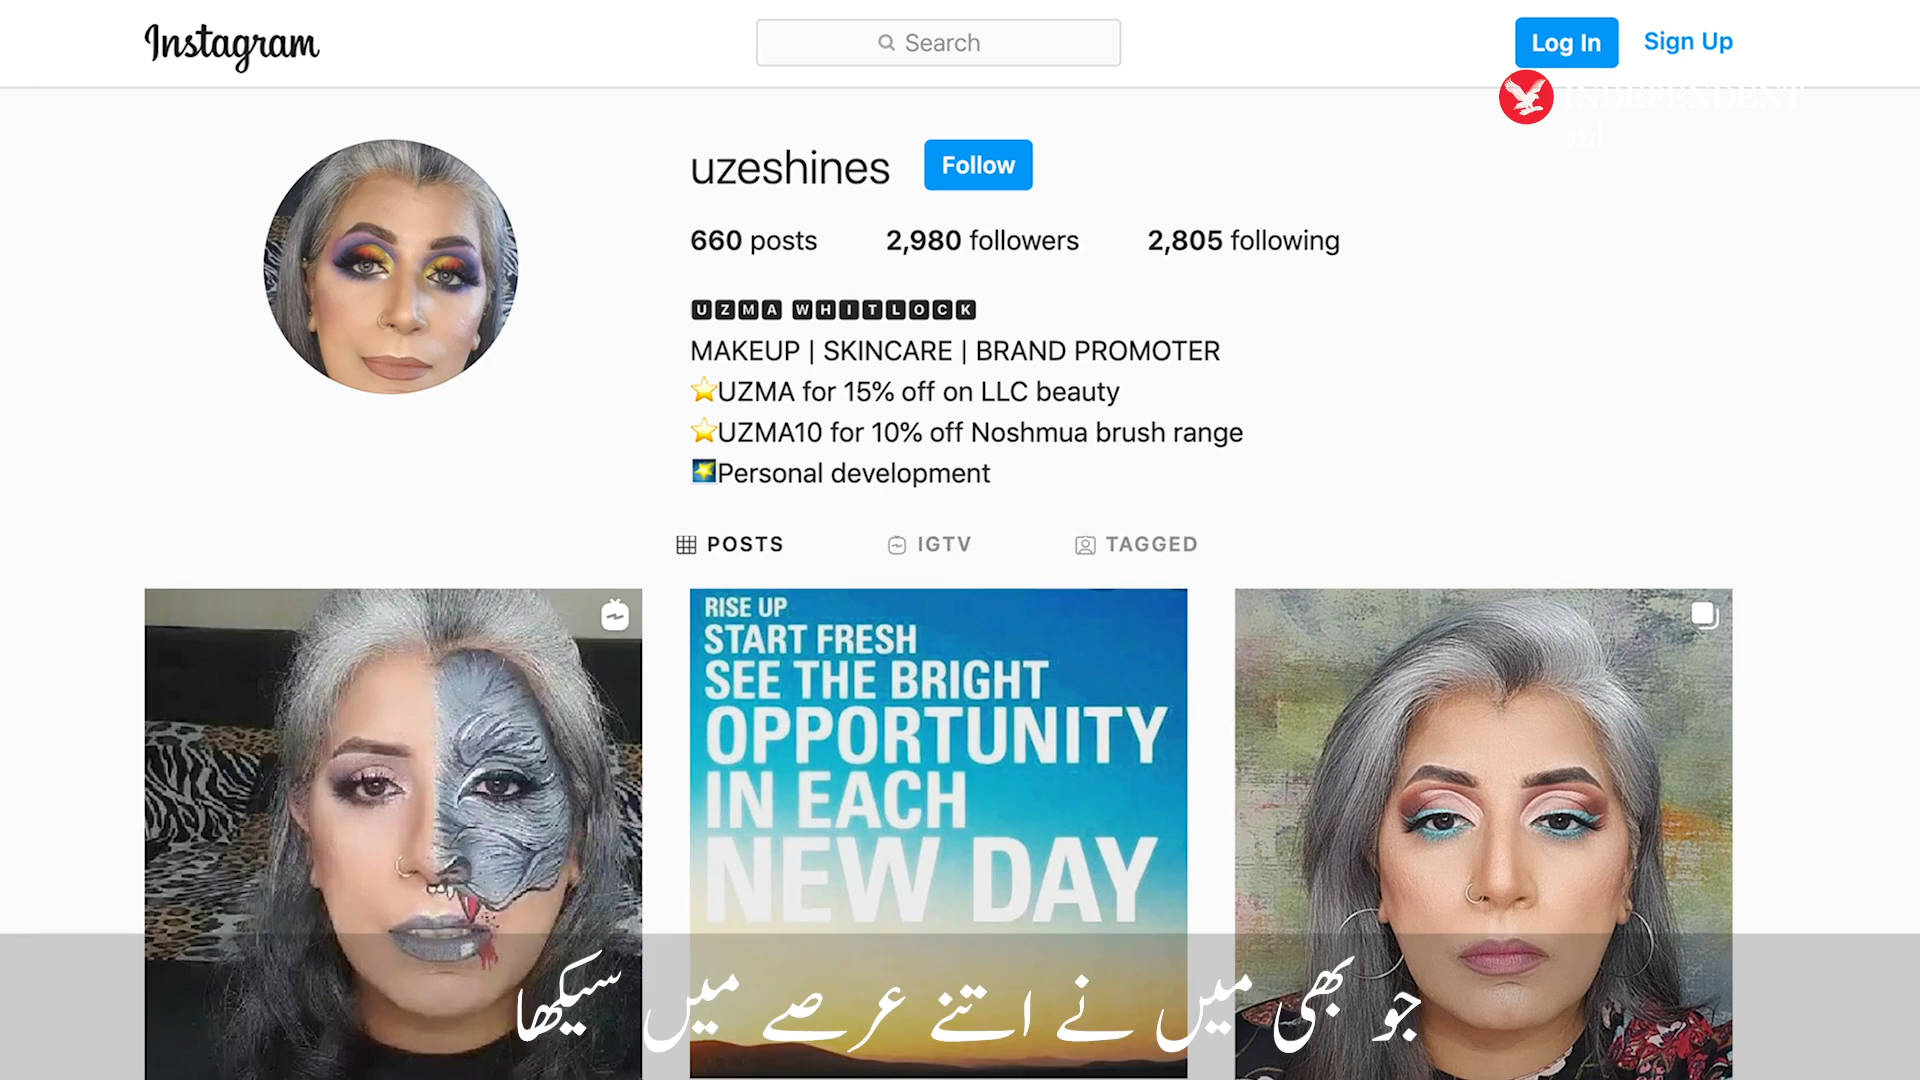 Instagram
Search
Log In
Sign Up
INDEPENDENT
اردو
uzeshines
Follow
660 posts
2,980 followers
2,805 following
🆄🆉🅼🅰 🆆🅷🅸🆃🅻🅾🅲🅺
MAKEUP | SKINCARE | BRAND PROMOTER
⭐UZMA for 15% off on LLC beauty
⭐UZMA10 for 10% off Noshmua brush range
🌠Personal development
POSTS
IGTV
TAGGED
RISE UP
START FRESH
SEE THE BRIGHT
OPPORTUNITY
IN EACH
NEW DAY
جو بھی میں نے اتنے عرصے میں سیکھا